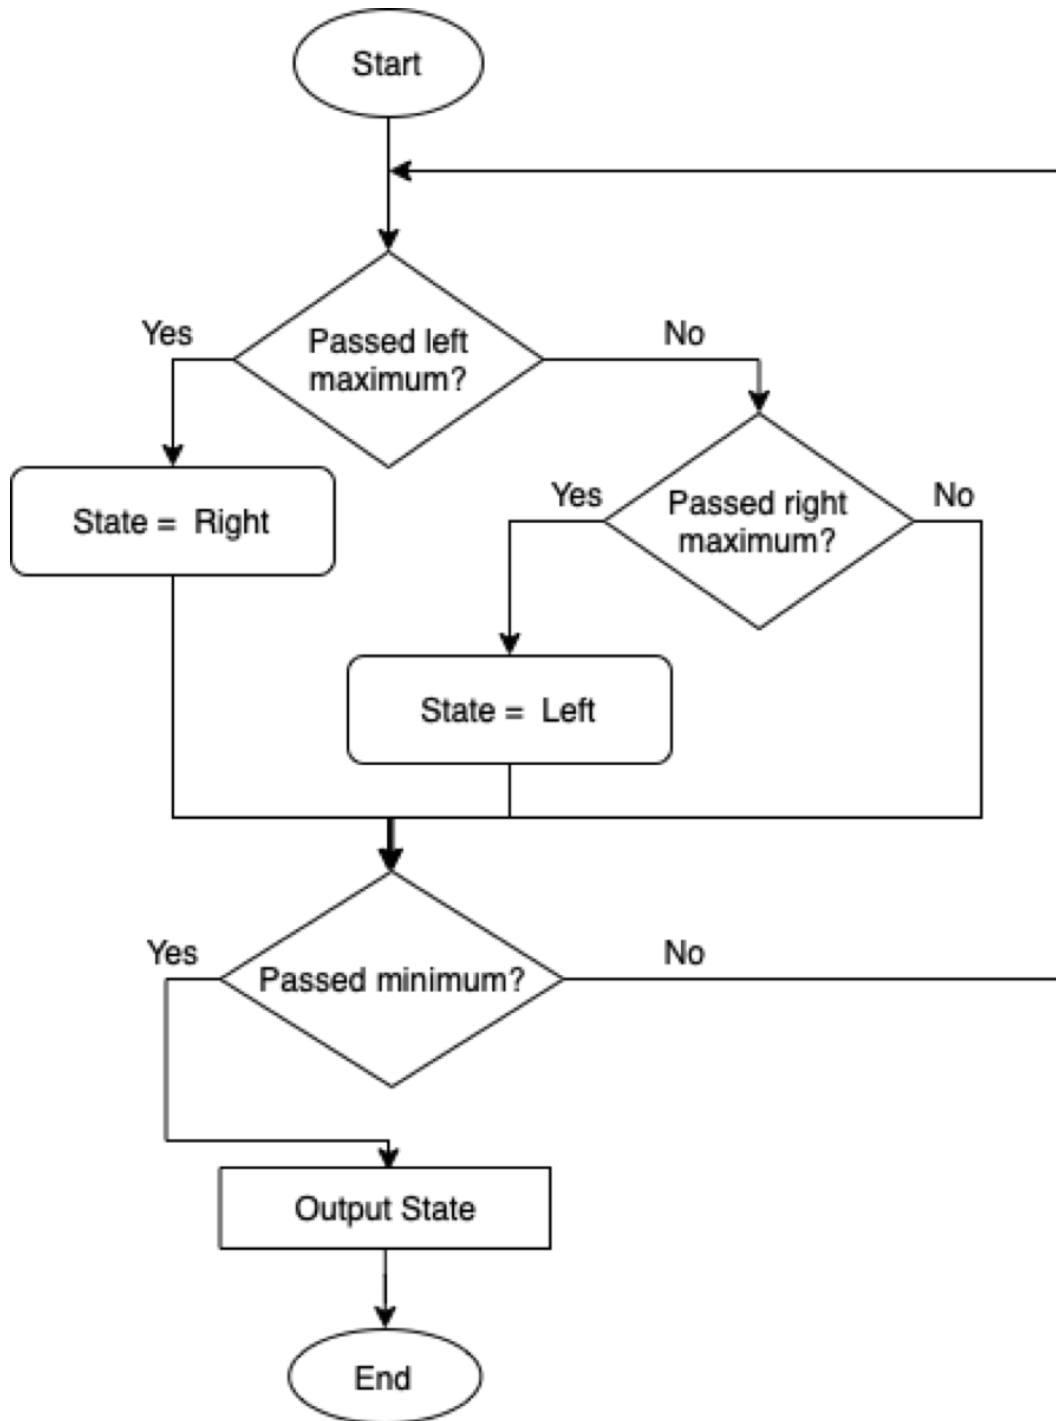 Start
Yes
Passed left
maximum?
No
State =  Right
Yes
Passed right
maximum?
No
State =  Left
Yes
Passed minimum?
No
Output State
End